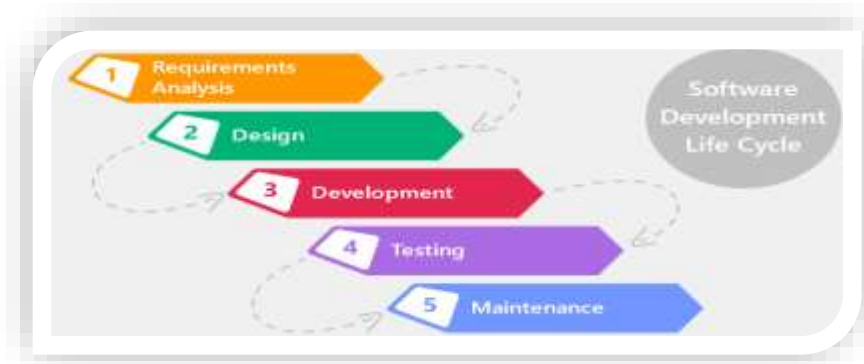 1
Requirements
Analysis
2
Design
3
Development
4
Testing
5
Maintenance
Software
Development
Life Cycle